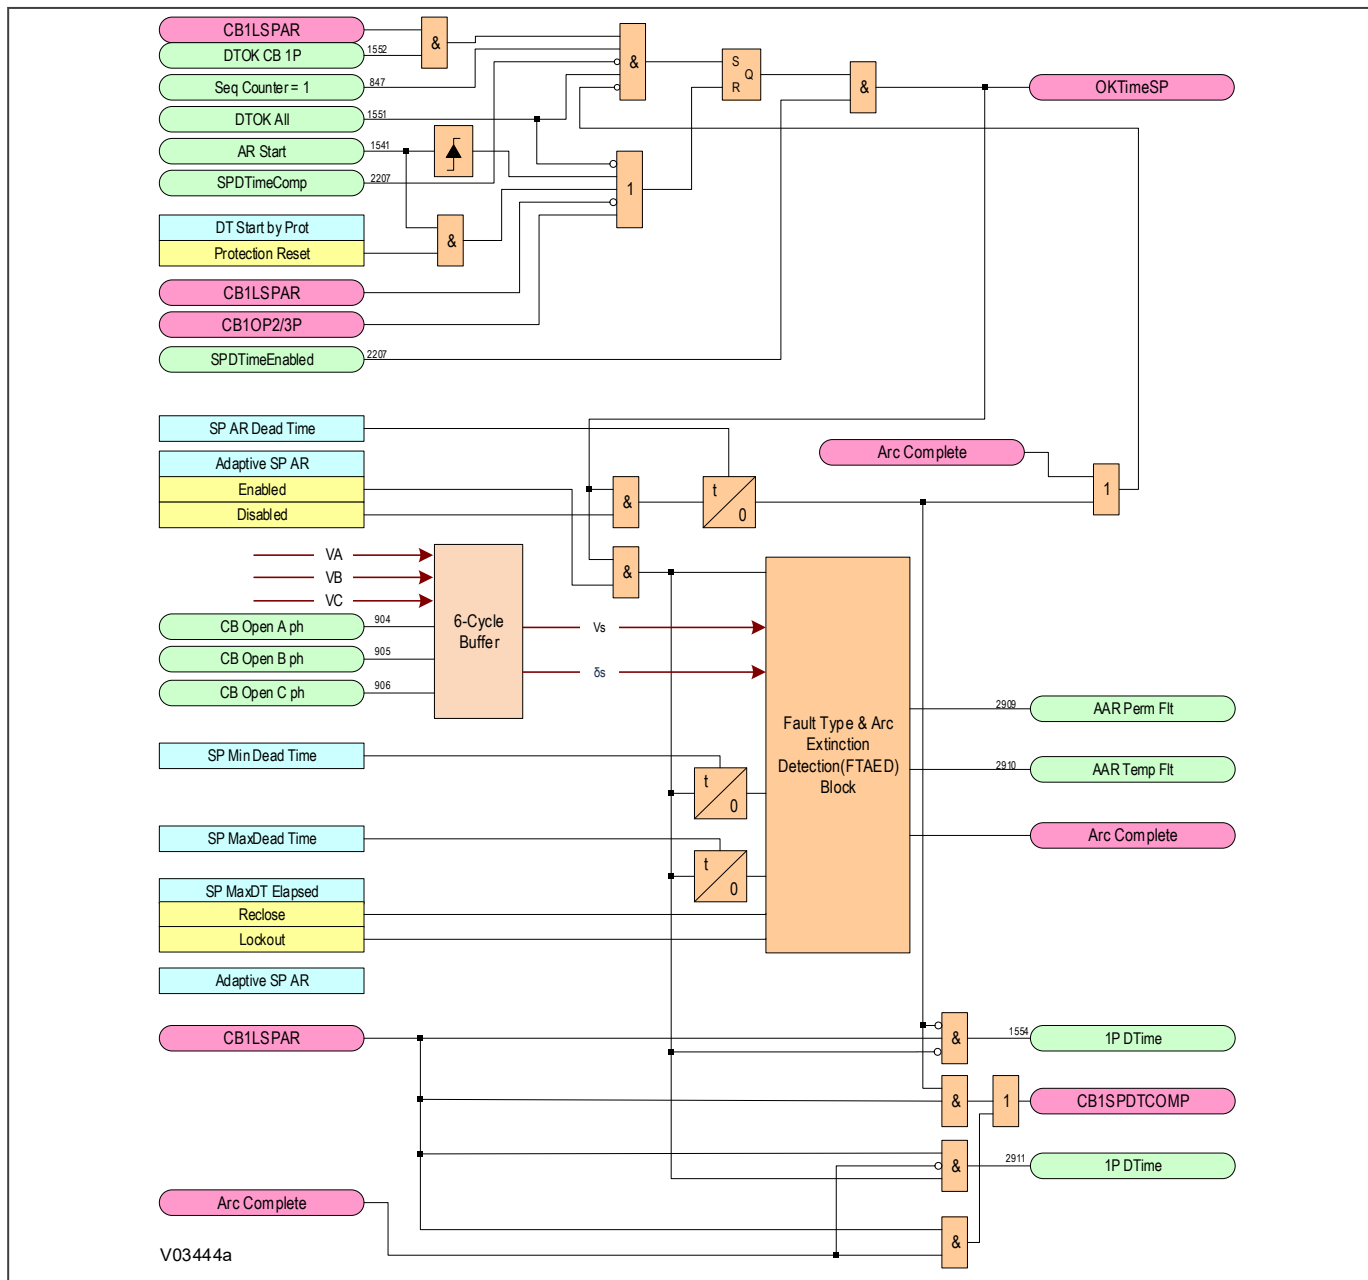 CB1LSPAR
&
DTOK CB 1P
1552
Seq Counter = 1
847
&
S
Q
R
&
OKTimeSP
DTOK All
1551
AR Start
1541
SPDTimeComp
2207
1
DT Start by Prot
Protection Reset
&
CB1LSPAR
CB1OP2/3P
SPDTimeEnabled
2207
SP AR Dead Time
Arc Complete
Adaptive SP AR
Enabled
Disabled
&
t
0
1
VA
VB
VC
&
6-Cycle
Buffer
CB Open A ph
904
CB Open B ph
905
CB Open C ph
906
Vs
δs
Fault Type & Arc
Extinction
Detection(FTAED)
Block
2909
AAR Perm Flt
2910
AAR Temp Flt
Arc Complete
SP Min Dead Time
t
0
SP MaxDead Time
t
0
SP MaxDT Elapsed
Reclose
Lockout
Adaptive SP AR
CB1LSPAR
&
1554
1P DTime
&
1
CB1SPDTCOMP
&
2911
1P DTime
Arc Complete
&
V03444a